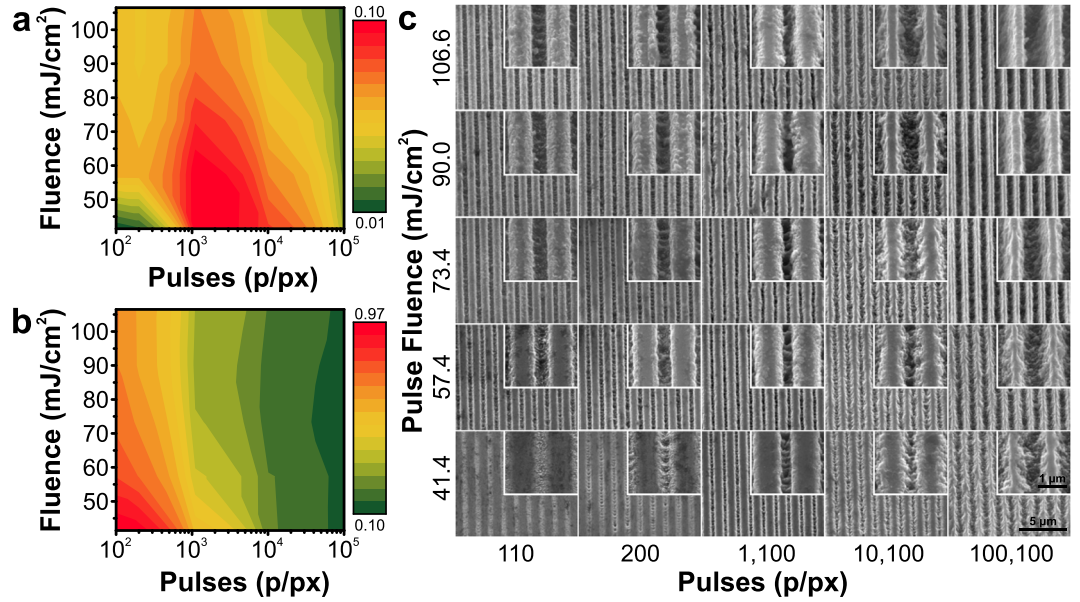 a
Fluence (mJ/cm²)
100
90
80
70
60
50
10² 10³ 10⁴ 10⁵
Pulses (p/px)
0.10
0.01
b
Fluence (mJ/cm²)
100
90
80
70
60
50
10² 10³ 10⁴ 10⁵
Pulses (p/px)
0.97
0.10
c
Pulse Fluence (mJ/cm²)
106.6
90.0
73.4
57.4
41.4
1 µm
5 µm
110 200 1,100 10,100 100,100
Pulses (p/px)